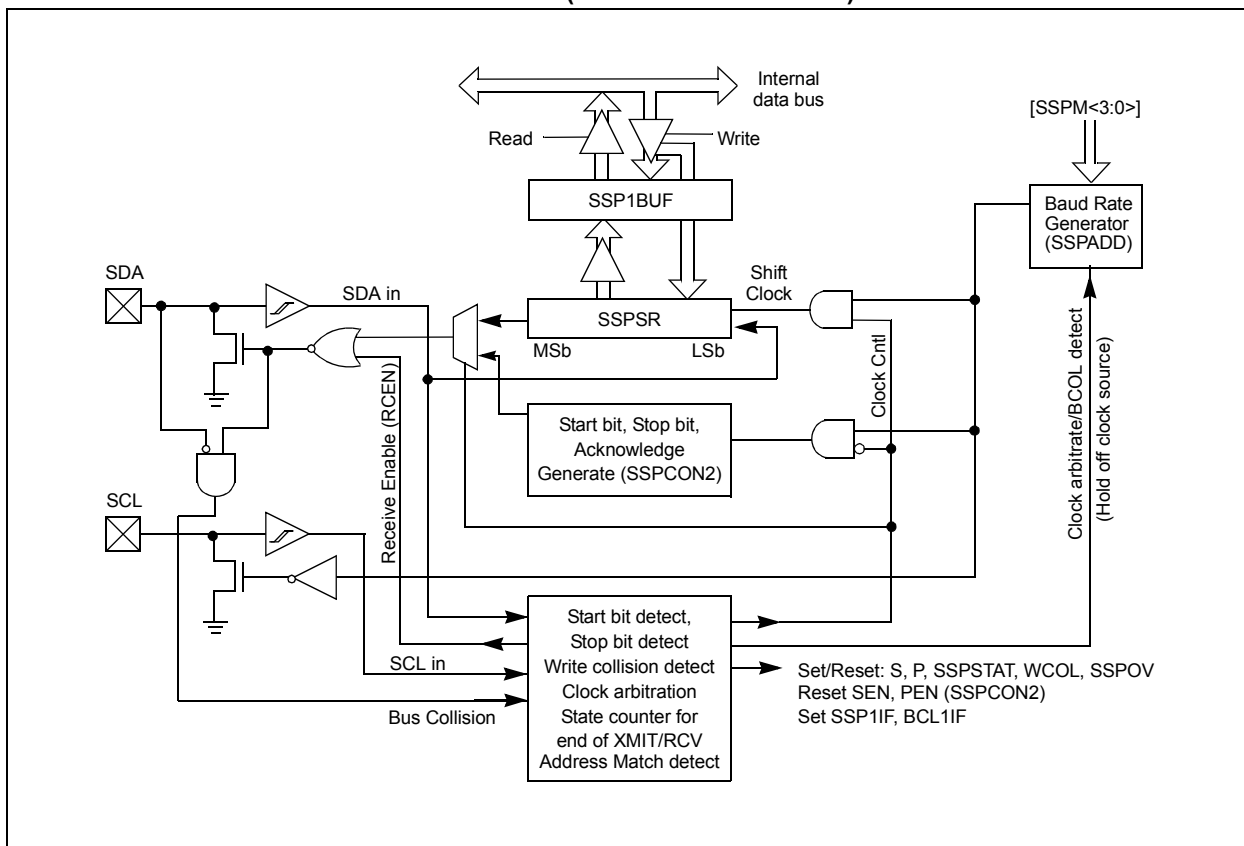 Internal
data bus
[SSPM<3:0>]
Read
Write
SSP1BUF
Baud Rate
Generator
(SSPADD)
SDA
Shift
Clock
SDA in
SSPSR
MSb
LSb
Clock Cntl
Clock arbitrate/BCOL detect
(Hold off clock source)
Receive Enable (RCEN)
Start bit, Stop bit,
Acknowledge
Generate (SSPCON2)
SCL
Start bit detect,
Stop bit detect
Write collision detect
Clock arbitration
State counter for
end of XMIT/RCV
Address Match detect
SCL in
Bus Collision
Set/Reset: S, P, SSPSTAT, WCOL, SSPOV
Reset SEN, PEN (SSPCON2)
Set SSP1IF, BCL1IF